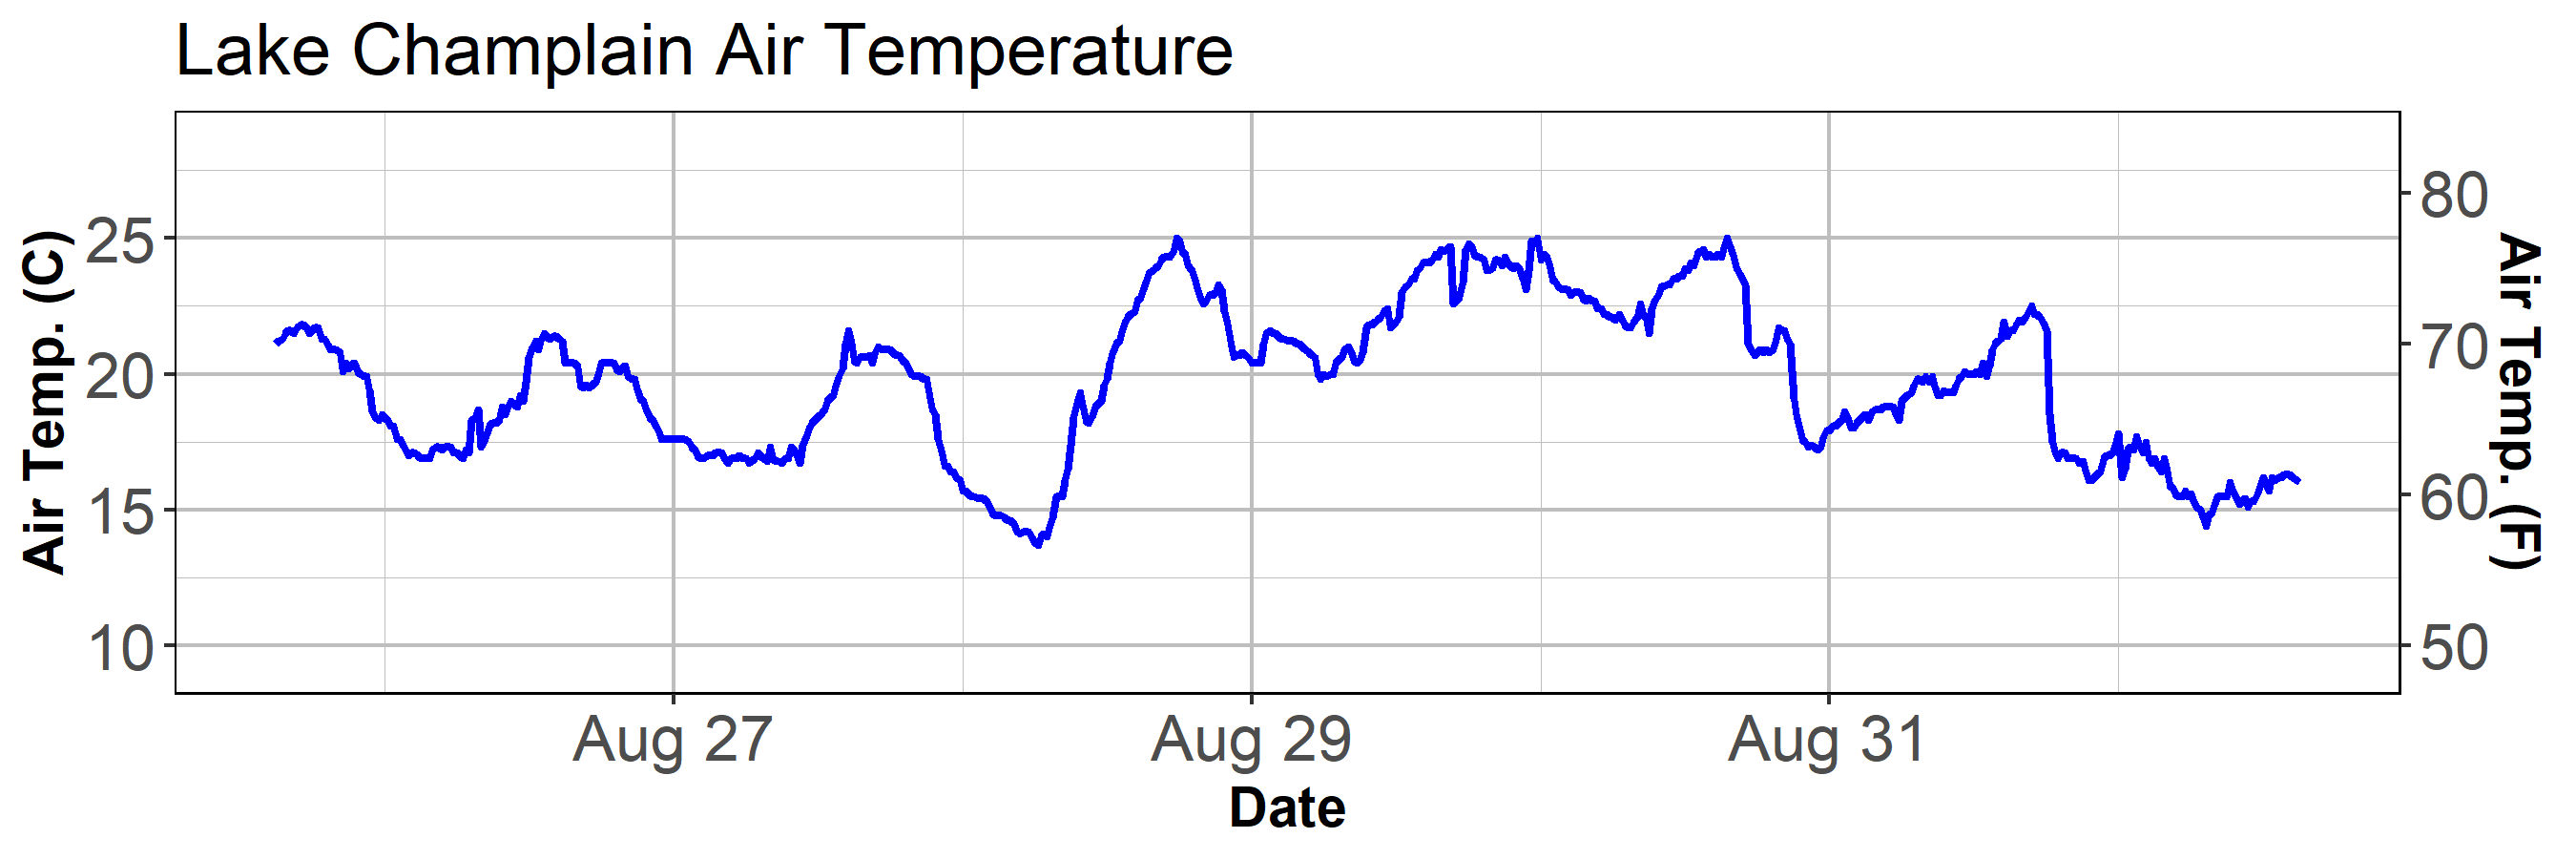 Lake Champlain Air Temperature
Air Temp. (C)
25
20
15
10
80
70
60
50
Air Temp. (F)
Aug 27
Aug 29
Aug 31
Date